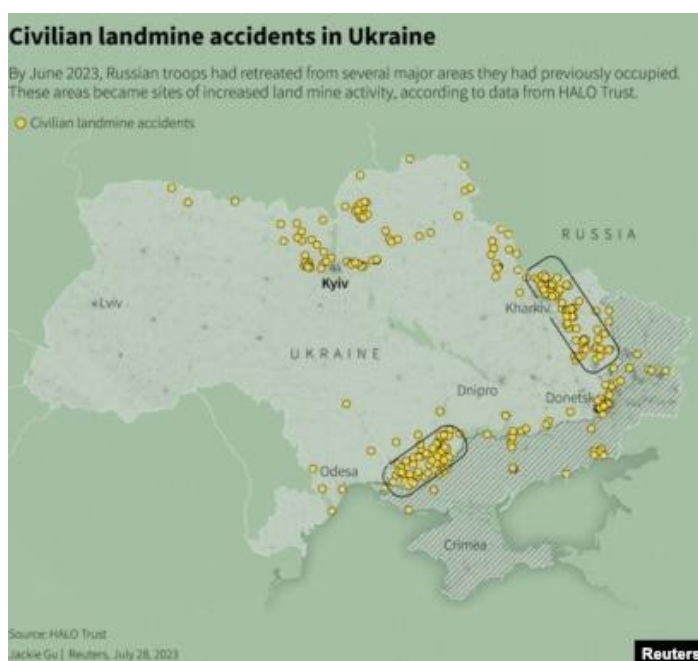 Civilian landmine accidents in Ukraine
By June 2023, Russian troops had retreated from several major areas they had previously occupied.
These areas became sites of increased land mine activity, according to data from HALO Trust.
Civilian landmine accidents
RUSSIA
Kyiv
Lviv
Kharkiv
UKRAINE
Dnipro
Donetsk
Odesa
Crimea
Source: HALO Trust
Jackie Gu | Reuters, July 28, 2023
Reuters